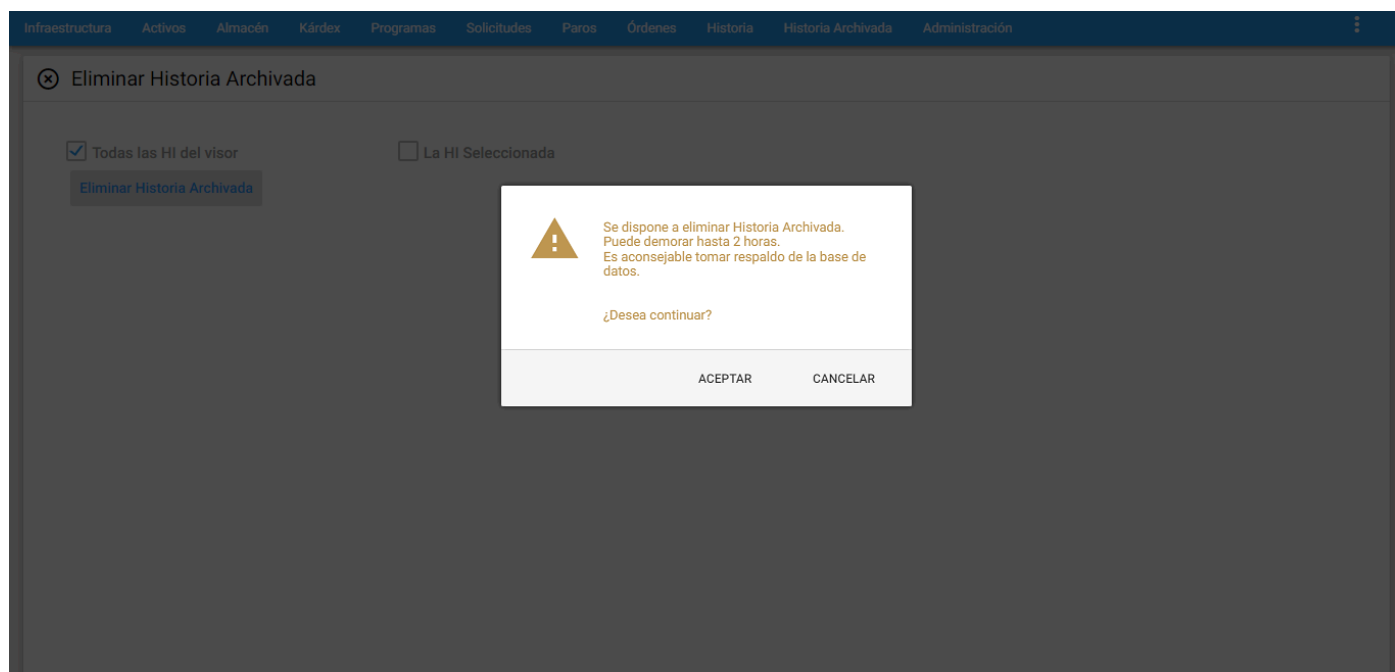 Infraestructura Activos Almacén Kárdex Programas Solicitudes Paros Órdenes Historia Historia Archivada Administración
Eliminar Historia Archivada
Todas las HI del visor La HI Seleccionada
Eliminar Historia Archivada
Se dispone a eliminar Historia Archivada.
Puede demorar hasta 2 horas.
Es aconsejable tomar respaldo de la base de
datos.
¿Desea continuar?
ACEPTAR CANCELAR